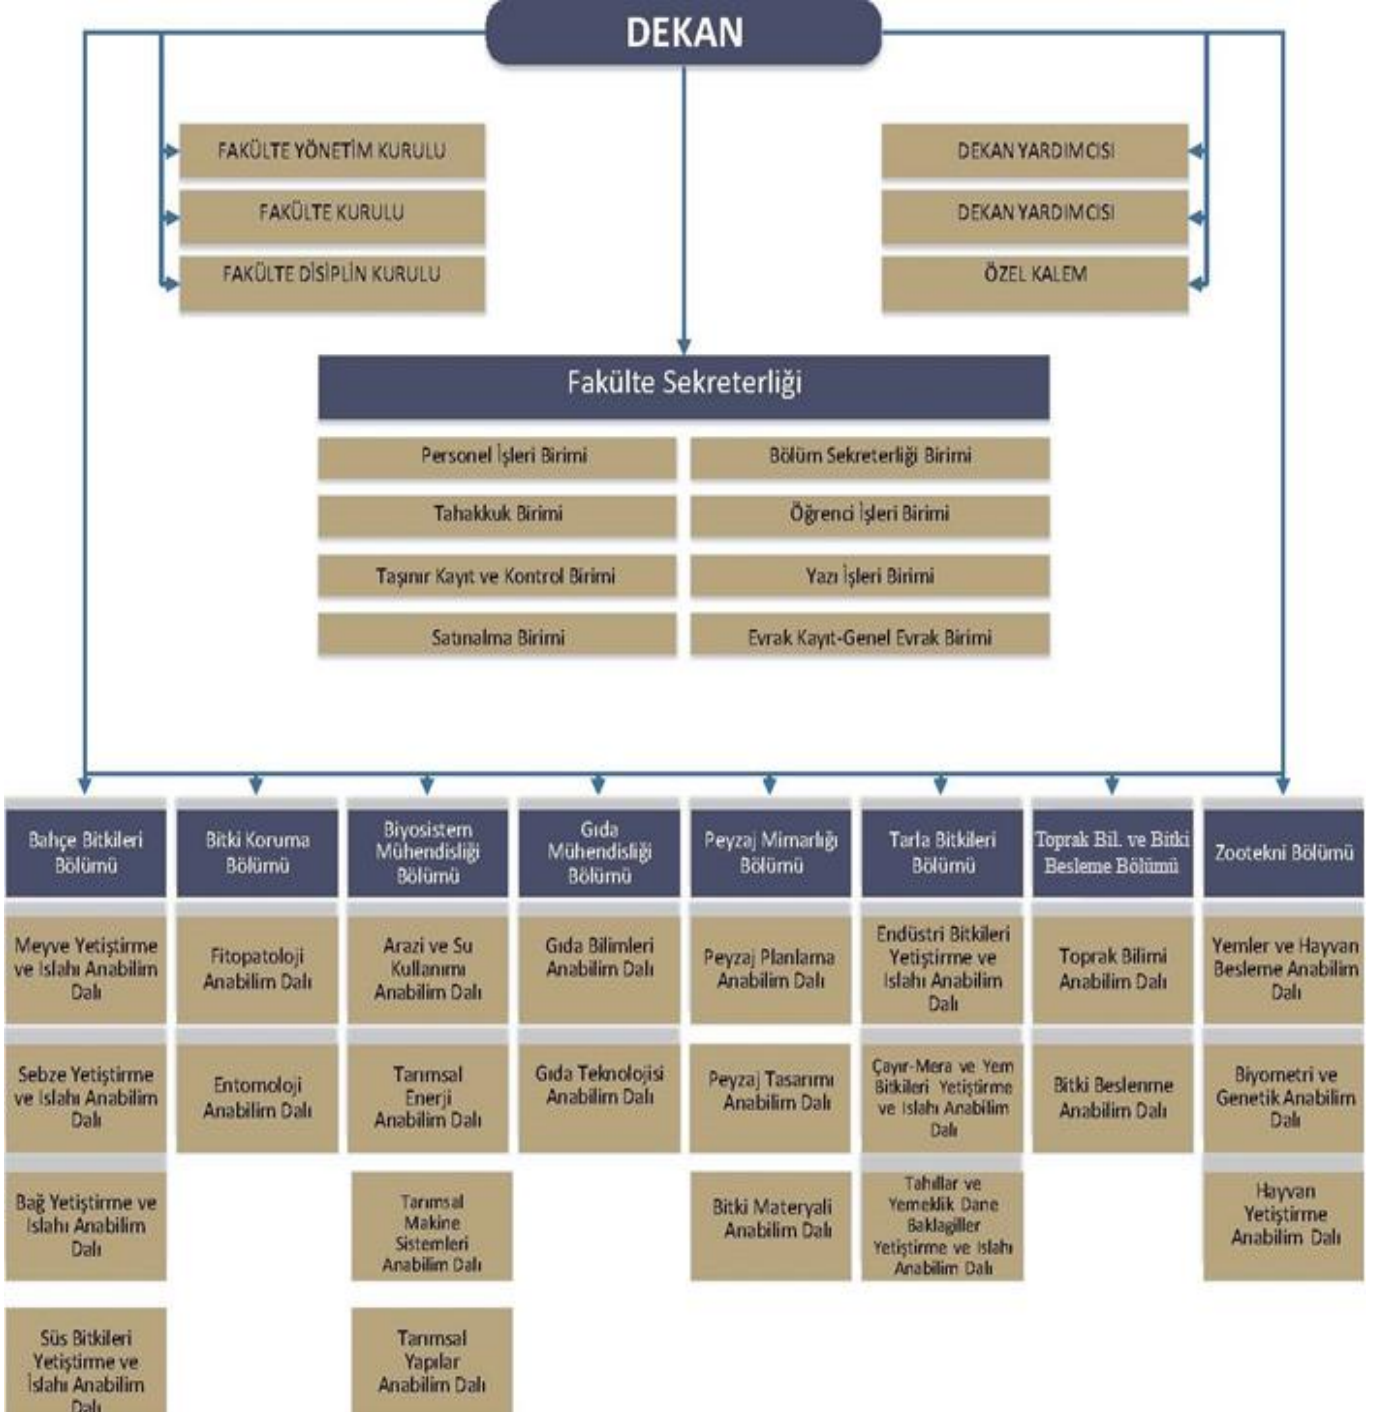 DEKAN
FAKÜLTE YÖNETİM KURULU
FAKÜLTE KURULU
FAKÜLTE DİSİPLİN KURULU
DEKAN YARDIMCISI
DEKAN YARDIMCISI
ÖZEL KALEM
Fakülte Sekreterliği
Personel İşleri Birimi
Bölüm Sekreterliği Birimi
Tahakkuk Birimi
Öğrenci İşleri Birimi
Taşınır Kayıt ve Kontrol Birimi
Yazı İşleri Birimi
Satınalma Birimi
Evrak Kayıt-Genel Evrak Birimi
Bahçe Bitkileri
Bölümü
Meyve Yetiştirme
ve Islahı Anabilim
Dalı
Sebze Yetiştirme
ve Islahı Anabilim
Dalı
Bağ Yetiştirme ve
Islahı Anabilim
Dalı
Süs Bitkileri
Yetiştirme ve
İslahı Anabilim
Dalı
Bitki Koruma
Bölümü
Fitopatoloji
Anabilim Dalı
Entomoloji
Anabilim Dalı
Biyosistem
Mühendisliği
Bölümü
Arazi ve Su
Kullanımı
Anabilim Dalı
Tarımsal
Enerji
Anabilim Dalı
Tarımsal
Makine
Sistemleri
Anabilim Dalı
Tarımsal
Yapılar
Anabilim Dalı
Gıda
Mühendisliği
Bölümü
Gıda Bilimleri
Anabilim Dalı
Gıda Teknolojisi
Anabilim Dalı
Peyzaj Mimarlığı
Bölümü
Peyzaj Planlama
Anabilim Dalı
Peyzaj Tasarımı
Anabilim Dalı
Bitki Materyali
Anabilim Dalı
Tarla Bitkileri
Bölümü
Endüstri Bitkileri
Yetiştirme ve
Islahı Anabilim
Dalı
Çayır-Mera ve Yem
Bitkileri Yetiştirme
ve Islahı Anabilim
Dalı
Tahıllar ve
Yemeklik Dane
Baklagiller
Yetiştirme ve Islahı
Anabilim Dalı
Toprak Bil. ve Bitki
Besleme Bölümü
Toprak Bilimi
Anabilim Dalı
Bitki Beslenme
Anabilim Dalı
Zootekni Bölümü
Yemler ve Hayvan
Besleme Anabilim
Dalı
Biyometri ve
Genetik Anabilim
Dalı
Hayvan
Yetiştirme
Anabilim Dalı